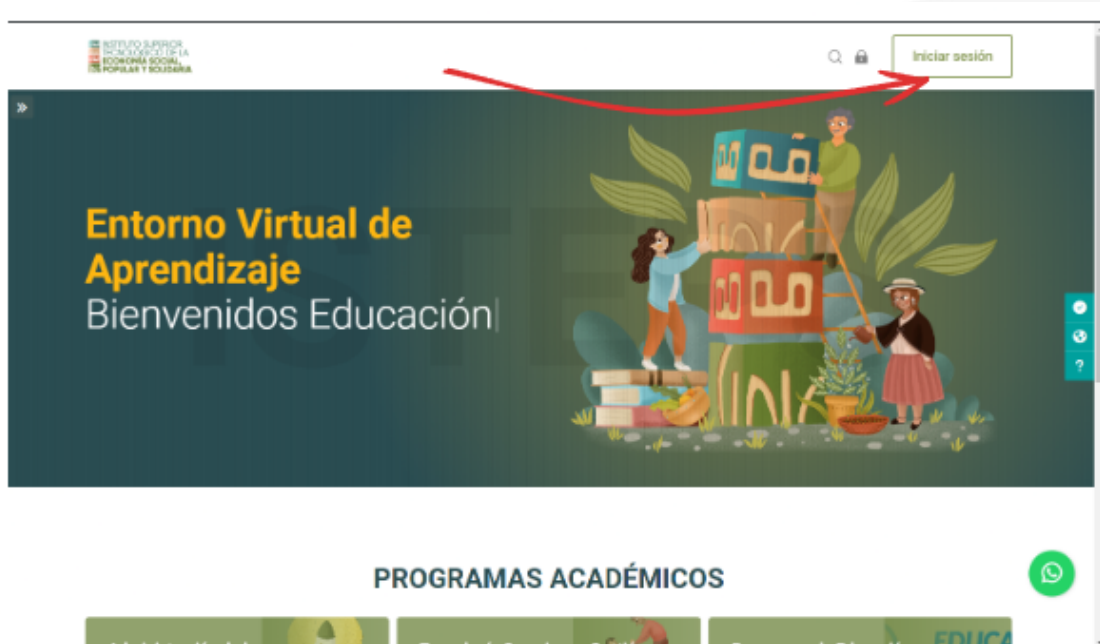 INSTITUTO SUPERIOR
TECNOLÓGICO DE LA
ECONOMÍA SOCIAL,
POPULAR Y SOLIDARIA
Iniciar sesión
Entorno Virtual de
Aprendizaje
Bienvenidos Educación
?
PROGRAMAS ACADÉMICOS
EDUCA